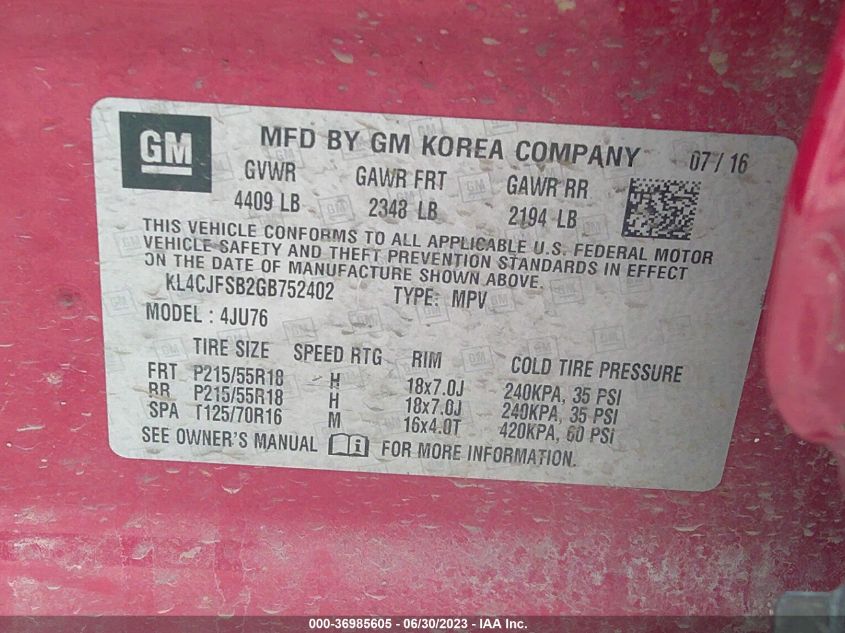 GM MFD BY GM KOREA COMPANY 07/16
GVWR GAWR FRT GAWR RR
4409 LB 2348 LB 2194 LB
THIS VEHICLE CONFORMS TO ALL APPLICABLE U.S. FEDERAL MOTOR
VEHICLE SAFETY AND THEFT PREVENTION STANDARDS IN EFFECT
ON THE DATE OF MANUFACTURE SHOWN ABOVE.
KL4CJFSB2GB752402 TYPE: MPV
MODEL : 4JU76
TIRE SIZE SPEED RTG RIM COLD TIRE PRESSURE
FRT P215/55R18 H 18x7.0J 240KPA, 35 PSI
RR P215/55R18 H 18x7.0J 240KPA, 35 PSI
SPA T125/70R16 M 16x4.0T 420KPA, 60 PSI
SEE OWNER'S MANUAL FOR MORE INFORMATION.
000-36985605 - 06/30/2023 - IAA Inc.